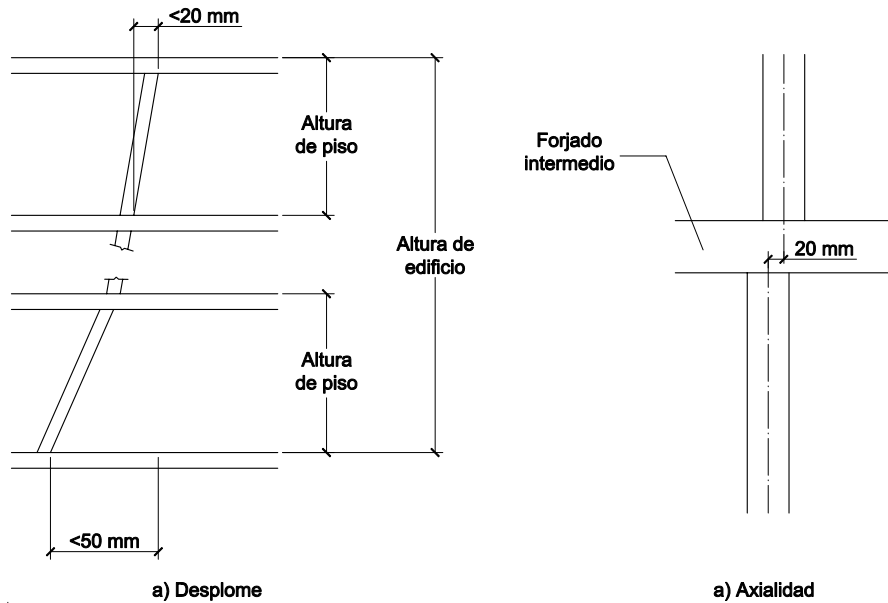 <20 mm
Altura
de piso
Altura de
edificio
Altura
de piso
<50 mm
a) Desplome
Forjado
intermedio
20 mm
a) Axialidad